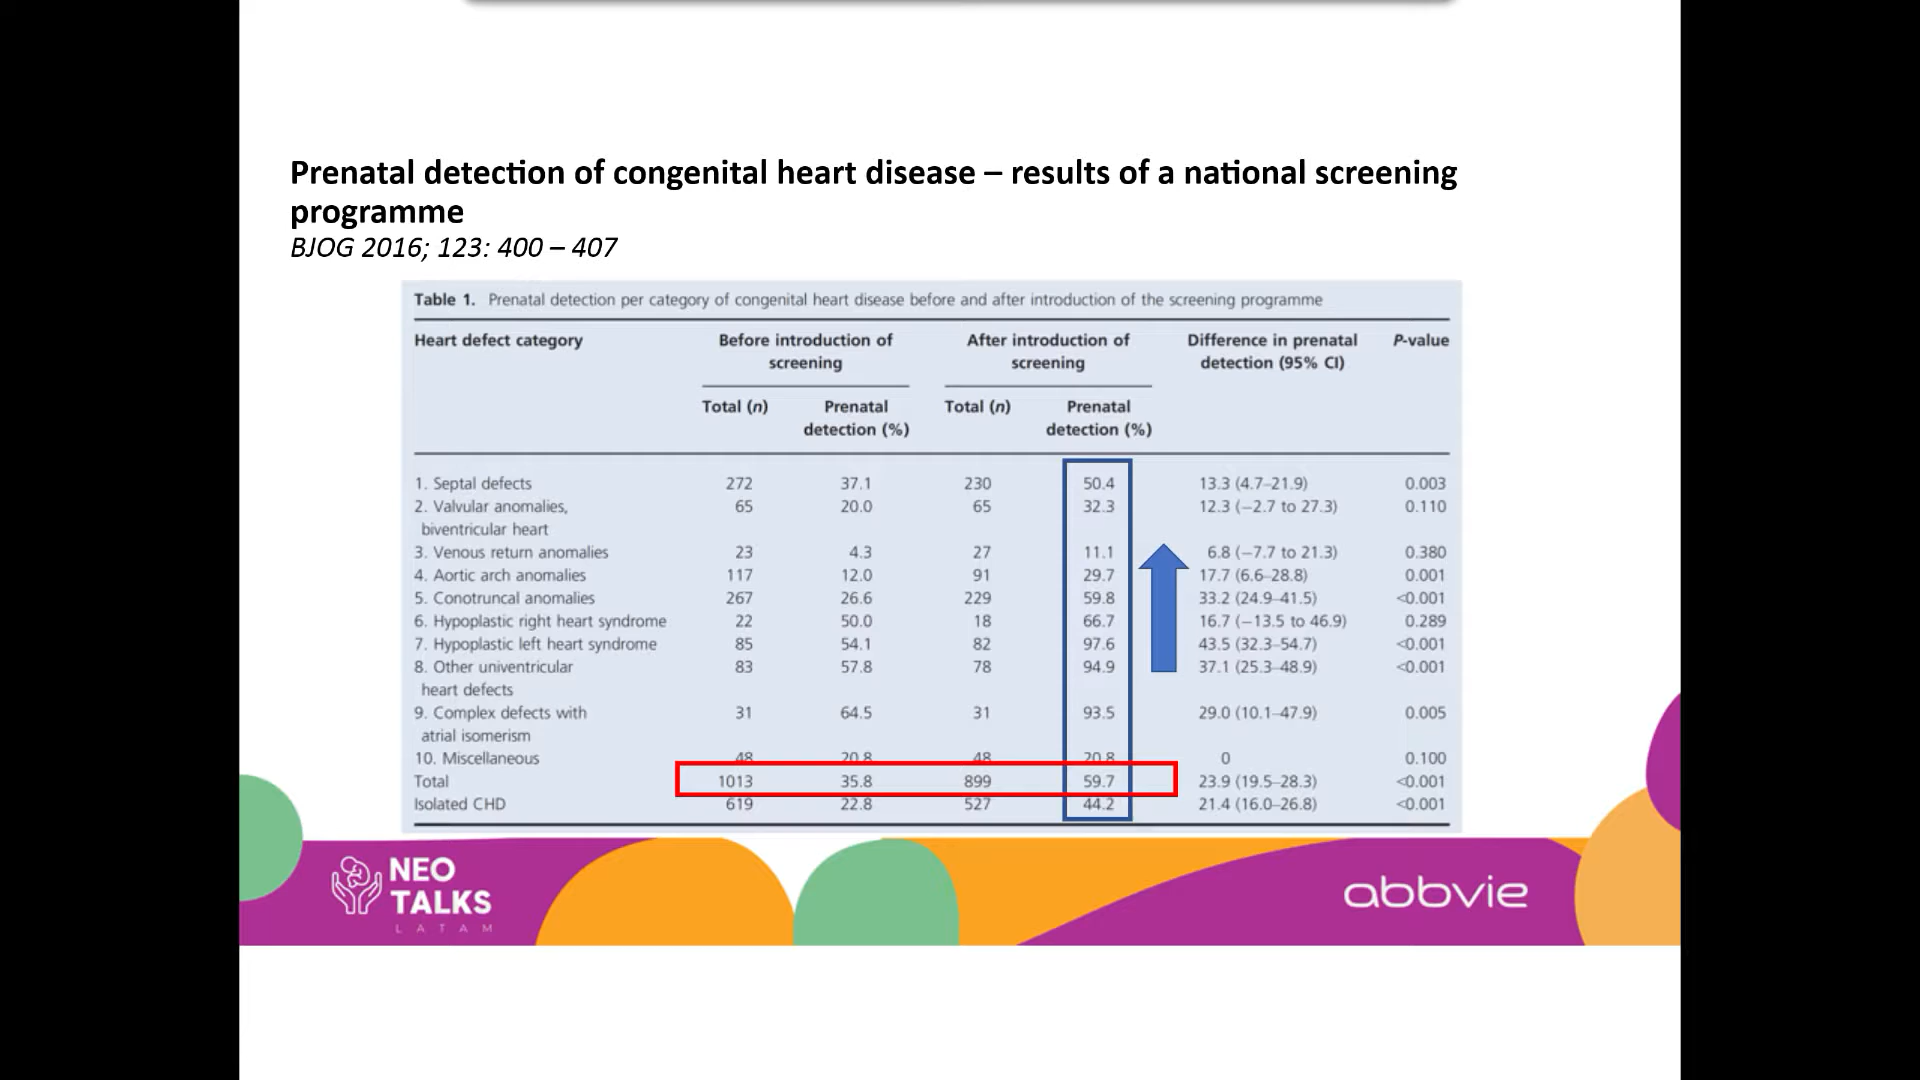 Prenatal detection of congenital heart disease – results of a national screening
programme
BJOG 2016; 123: 400 – 407
Table 1. Prenatal detection per category of congenital heart disease before and after introduction of the screening programme
Heart defect category Before introduction of screening After introduction of screening Difference in prenatal detection (95% CI) P-value
Total (n) Prenatal detection (%) Total (n) Prenatal detection (%)
1. Septal defects 272 37.1 230 50.4 13.3 (4.7–21.9) 0.003
2. Valvular anomalies, 65 20.0 65 32.3 12.3 (−2.7 to 27.3) 0.110
biventricular heart
3. Venous return anomalies 23 4.3 27 11.1 6.8 (−7.7 to 21.3) 0.380
4. Aortic arch anomalies 117 12.0 91 29.7 17.7 (6.6–28.8) 0.001
5. Conotruncal anomalies 267 26.6 229 59.8 33.2 (24.9–41.5) <0.001
6. Hypoplastic right heart syndrome 22 50.0 18 66.7 16.7 (−13.5 to 46.9) 0.289
7. Hypoplastic left heart syndrome 85 54.1 82 97.6 43.5 (32.3–54.7) <0.001
8. Other univentricular 83 57.8 78 94.9 37.1 (25.3–48.9) <0.001
heart defects
9. Complex defects with 31 64.5 31 93.5 29.0 (10.1–47.9) 0.005
atrial isomerism
10. Miscellaneous 48 20.8 48 20.8 0 0.100
Total 1013 35.8 899 59.7 23.9 (19.5–28.3) <0.001
Isolated CHD 619 22.8 527 44.2 21.4 (16.0–26.8) <0.001
NEO
TALKS
LATAM
abbvie